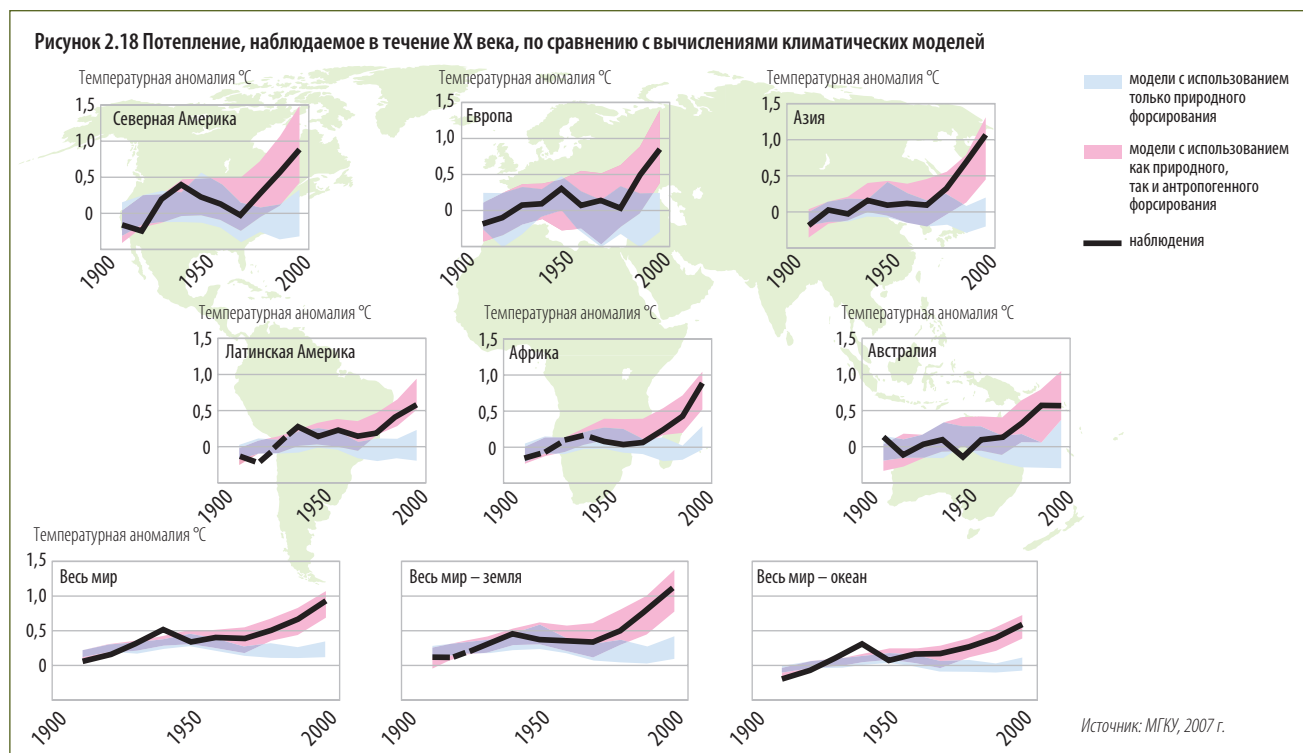 Рисунок 2.18 Потепление, наблюдаемое в течение XX века, по сравнению с вычислениями климатических моделей
Температурная аномалия °C
1,5
1,0
0,5
0
Северная Америка
1900
1950
2000
Температурная аномалия °C
1,5
1,0
0,5
0
Европа
1900
1950
2000
Температурная аномалия °C
1,5
1,0
0,5
0
Азия
1900
1950
2000
модели с использованием
только природного
форсирования
модели с использованием
как природного,
так и антропогенного
форсирования
наблюдения
Температурная аномалия °C
1,5
1,0
0,5
0
Латинская Америка
1900
1950
2000
Температурная аномалия °C
1,5
1,0
0,5
0
Африка
1900
1950
2000
Температурная аномалия °C
1,5
1,0
0,5
0
Австралия
1900
1950
2000
Температурная аномалия °C
1,5
1,0
0,5
0
Весь мир
1900
1950
2000
Весь мир – земля
1900
1950
2000
Весь мир – океан
1900
1950
2000
Источник: МГКУ, 2007 г.